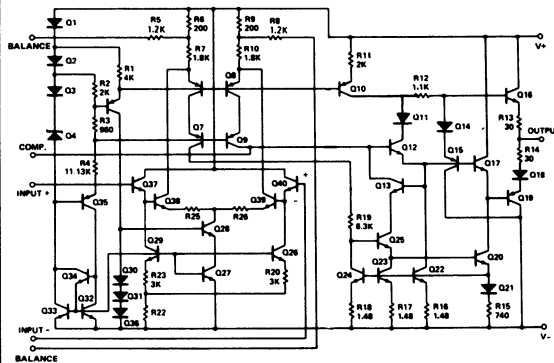 Q1
R5
1.2K
R6
200
R9
200
R8
1.2K
BALANCE
V+
Q2
R1
4K
R7
1.8K
R10
1.8K
R11
2K
Q3
R2
2K
Q8
Q10
R12
1.1K
Q16
R3
960
Q11
R13
30
Q4
Q7
Q9
Q12
Q14
OUTPUT
COMP.
Q15
Q17
R14
30
R4
11.13K
Q18
INPUT +
Q37
Q40
+
Q13
Q19
Q35
Q38
Q39
-
R25
R26
R19
6.3K
Q28
Q25
Q29
Q26
Q34
Q30
R23
3K
Q27
R20
3K
Q24
Q23
Q22
Q20
Q31
Q21
Q33
Q32
Q36
R22
R18
1.48
R17
1.48
R16
1.48
R15
740
INPUT -
V-
BALANCE